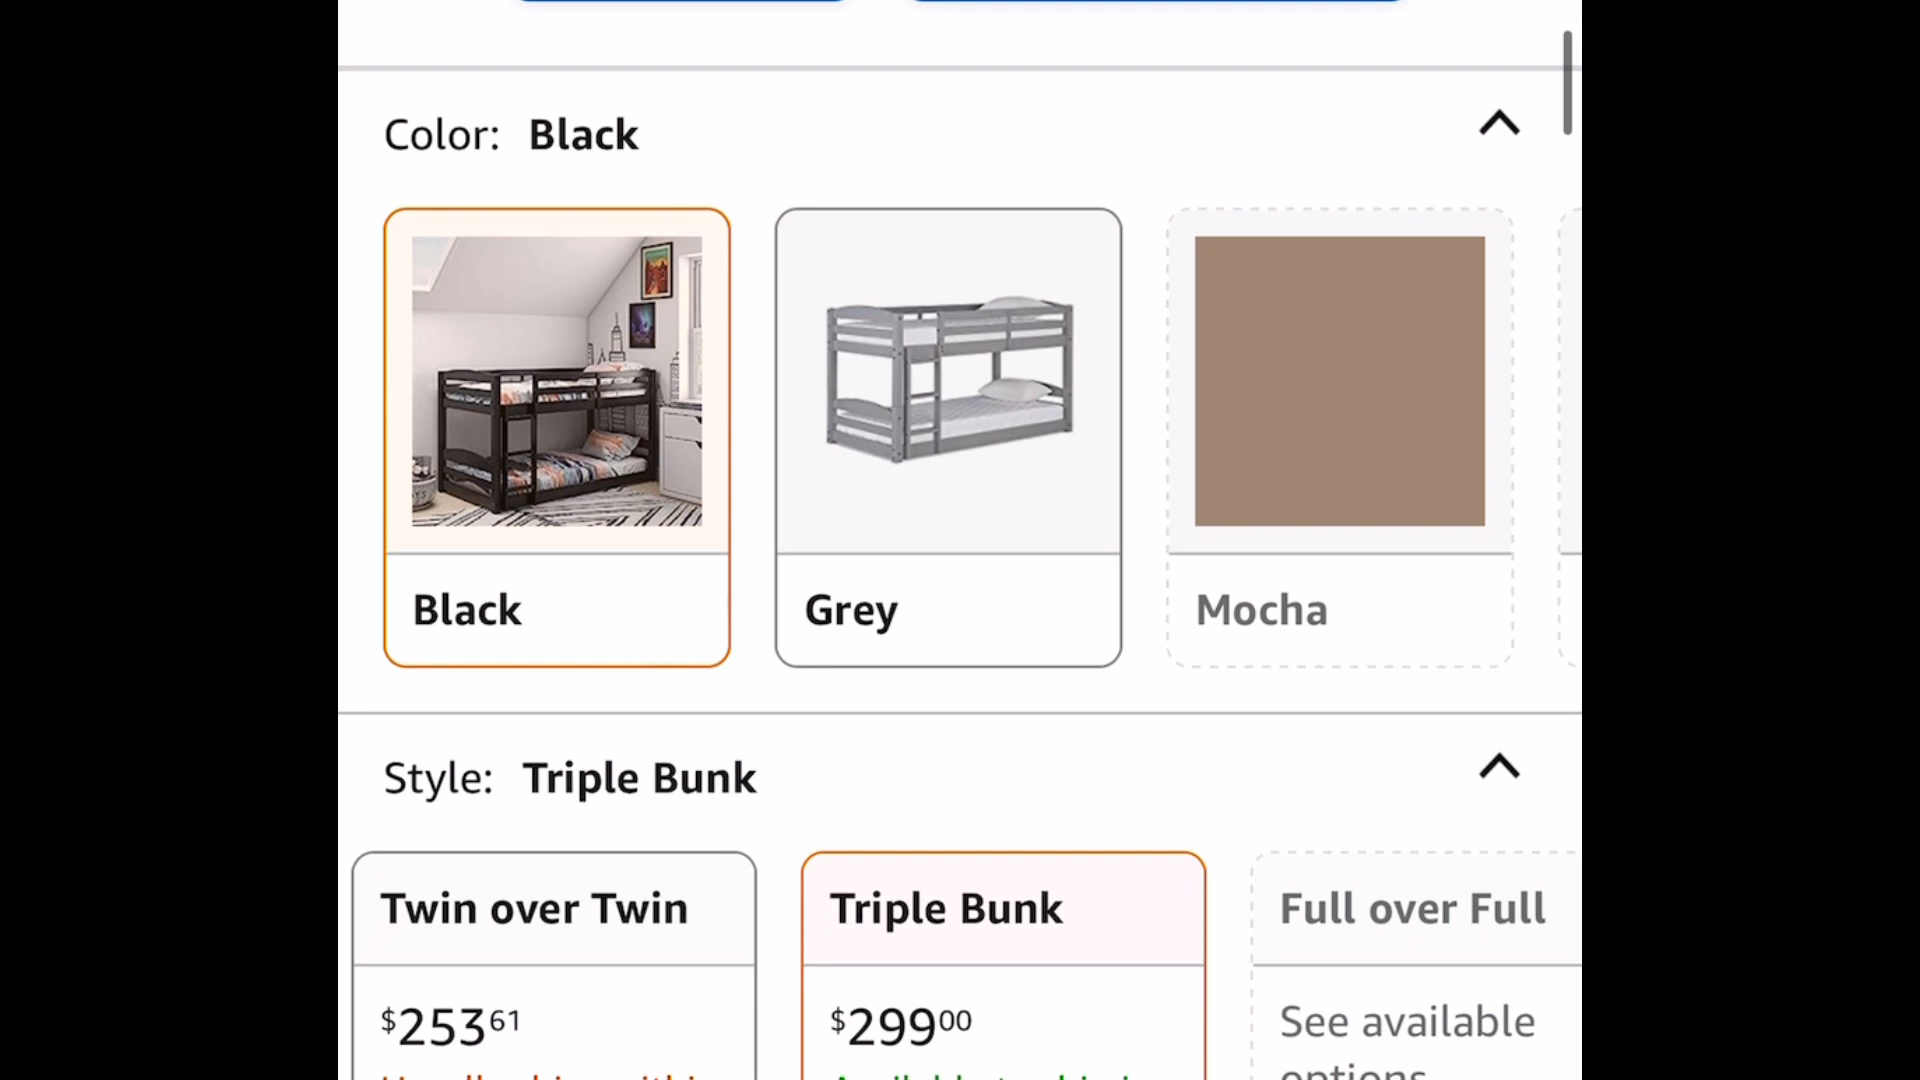 Color: Black
Black
Grey
Mocha
Style: Triple Bunk
Twin over Twin
Triple Bunk
Full over Full
$253 61
$299 00
See available
options